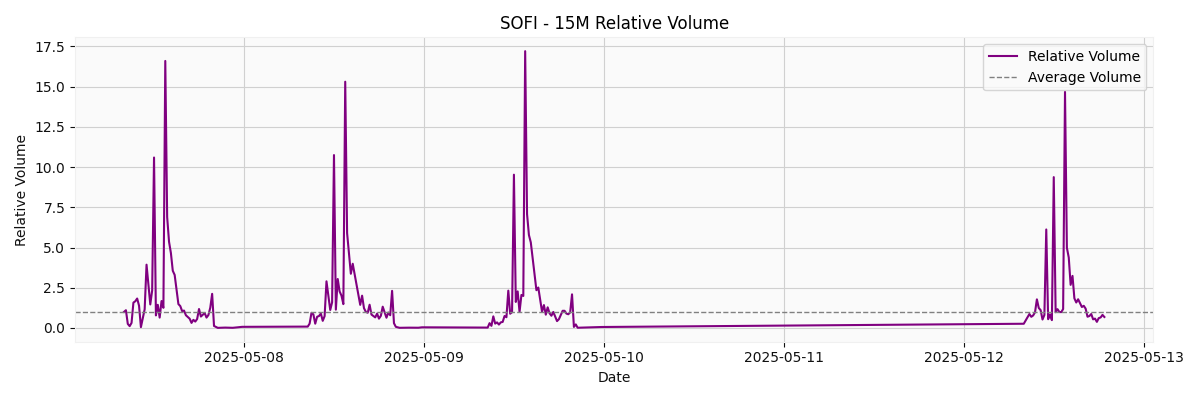 SOFI - 15M Relative Volume
Relative Volume
Average Volume
Relative Volume
17.5
15.0
12.5
10.0
7.5
5.0
2.5
0.0
2025-05-08
2025-05-09
2025-05-10
2025-05-11
2025-05-12
2025-05-13
Date